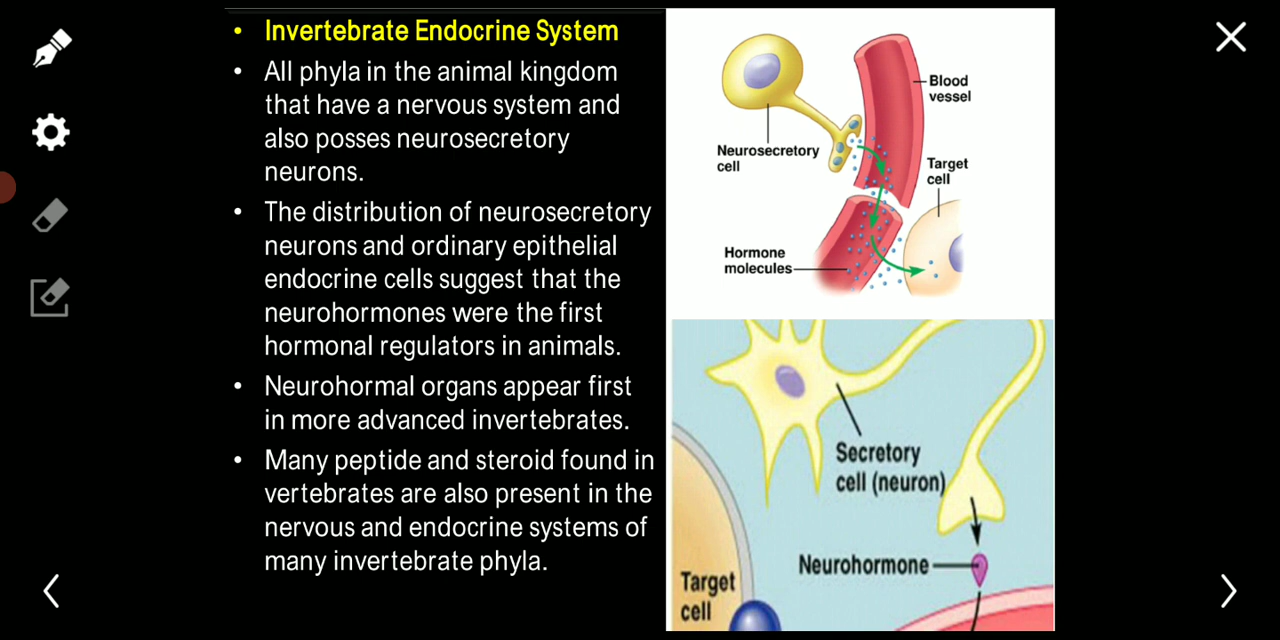 • Invertebrate Endocrine System
• All phyla in the animal kingdom
that have a nervous system and
also posses neurosecretory
neurons.
• The distribution of neurosecretory
neurons and ordinary epithelial
endocrine cells suggest that the
neurohormones were the first
hormonal regulators in animals.
• Neurohormal organs appear first
in more advanced invertebrates.
• Many peptide and steroid found in
vertebrates are also present in the
nervous and endocrine systems of
many invertebrate phyla.
Blood
vessel
Neurosecretory
cell
Target
cell
Hormone
molecules
Secretory
cell (neuron)
Neurohormone
Target
cell